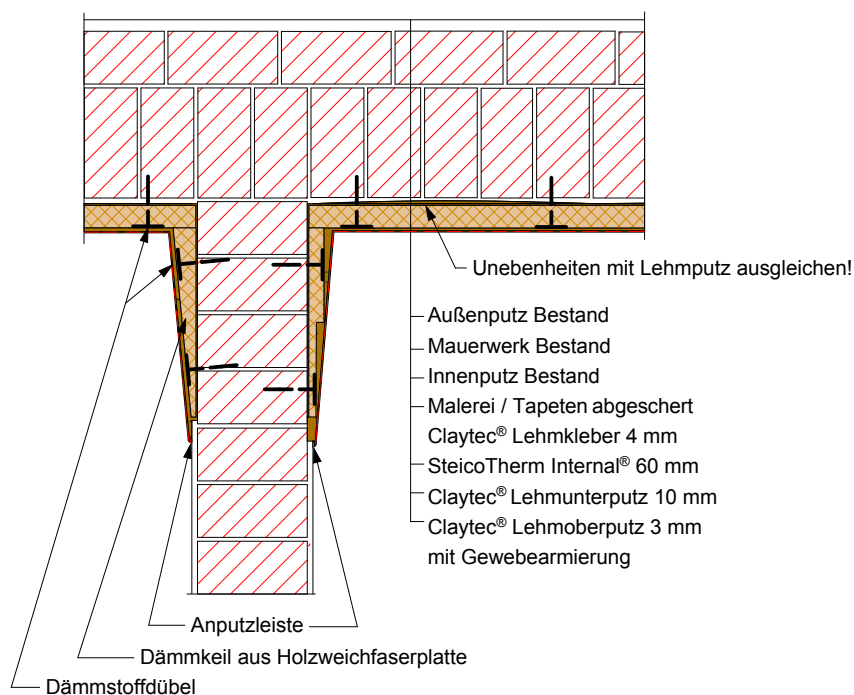 Unebenheiten mit Lehmputz ausgleichen!
Außenputz Bestand
Mauerwerk Bestand
Innenputz Bestand
Malerei / Tapeten abgeschert
Claytec® Lehmkleber 4 mm
SteicoTherm Internal® 60 mm
Claytec® Lehmunterputz 10 mm
Claytec® Lehmoberputz 3 mm
mit Gewebearmierung
Anputzleiste
Dämmkeil aus Holzweichfaserplatte
Dämmstoffdübel